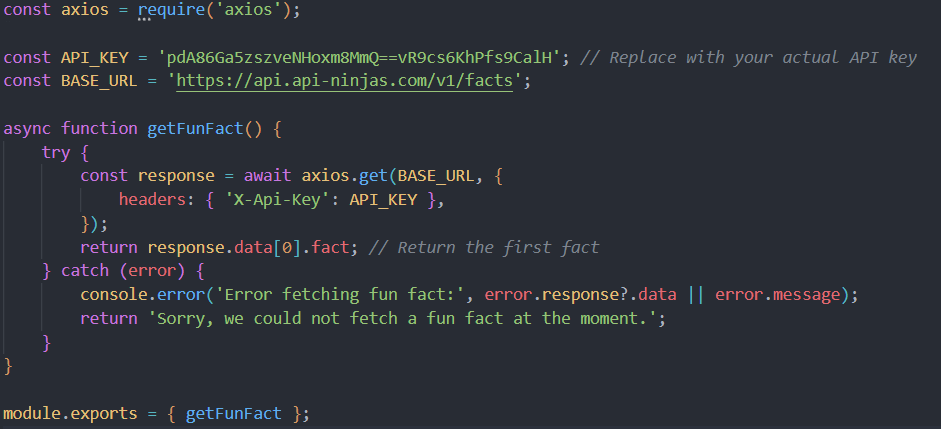 const axios = require('axios');
const API_KEY = 'pdA86Ga5zszveNHoxm8MmQ==vR9cs6KhPfs9CalH'; // Replace with your actual API key
const BASE_URL = 'https://api.api-ninjas.com/v1/facts';
async function getFunFact() {
    try {
        const response = await axios.get(BASE_URL, {
            headers: { 'X-Api-Key': API_KEY },
        });
        return response.data[0].fact; // Return the first fact
    } catch (error) {
        console.error('Error fetching fun fact:', error.response?.data || error.message);
        return 'Sorry, we could not fetch a fun fact at the moment.';
    }
}
module.exports = { getFunFact };